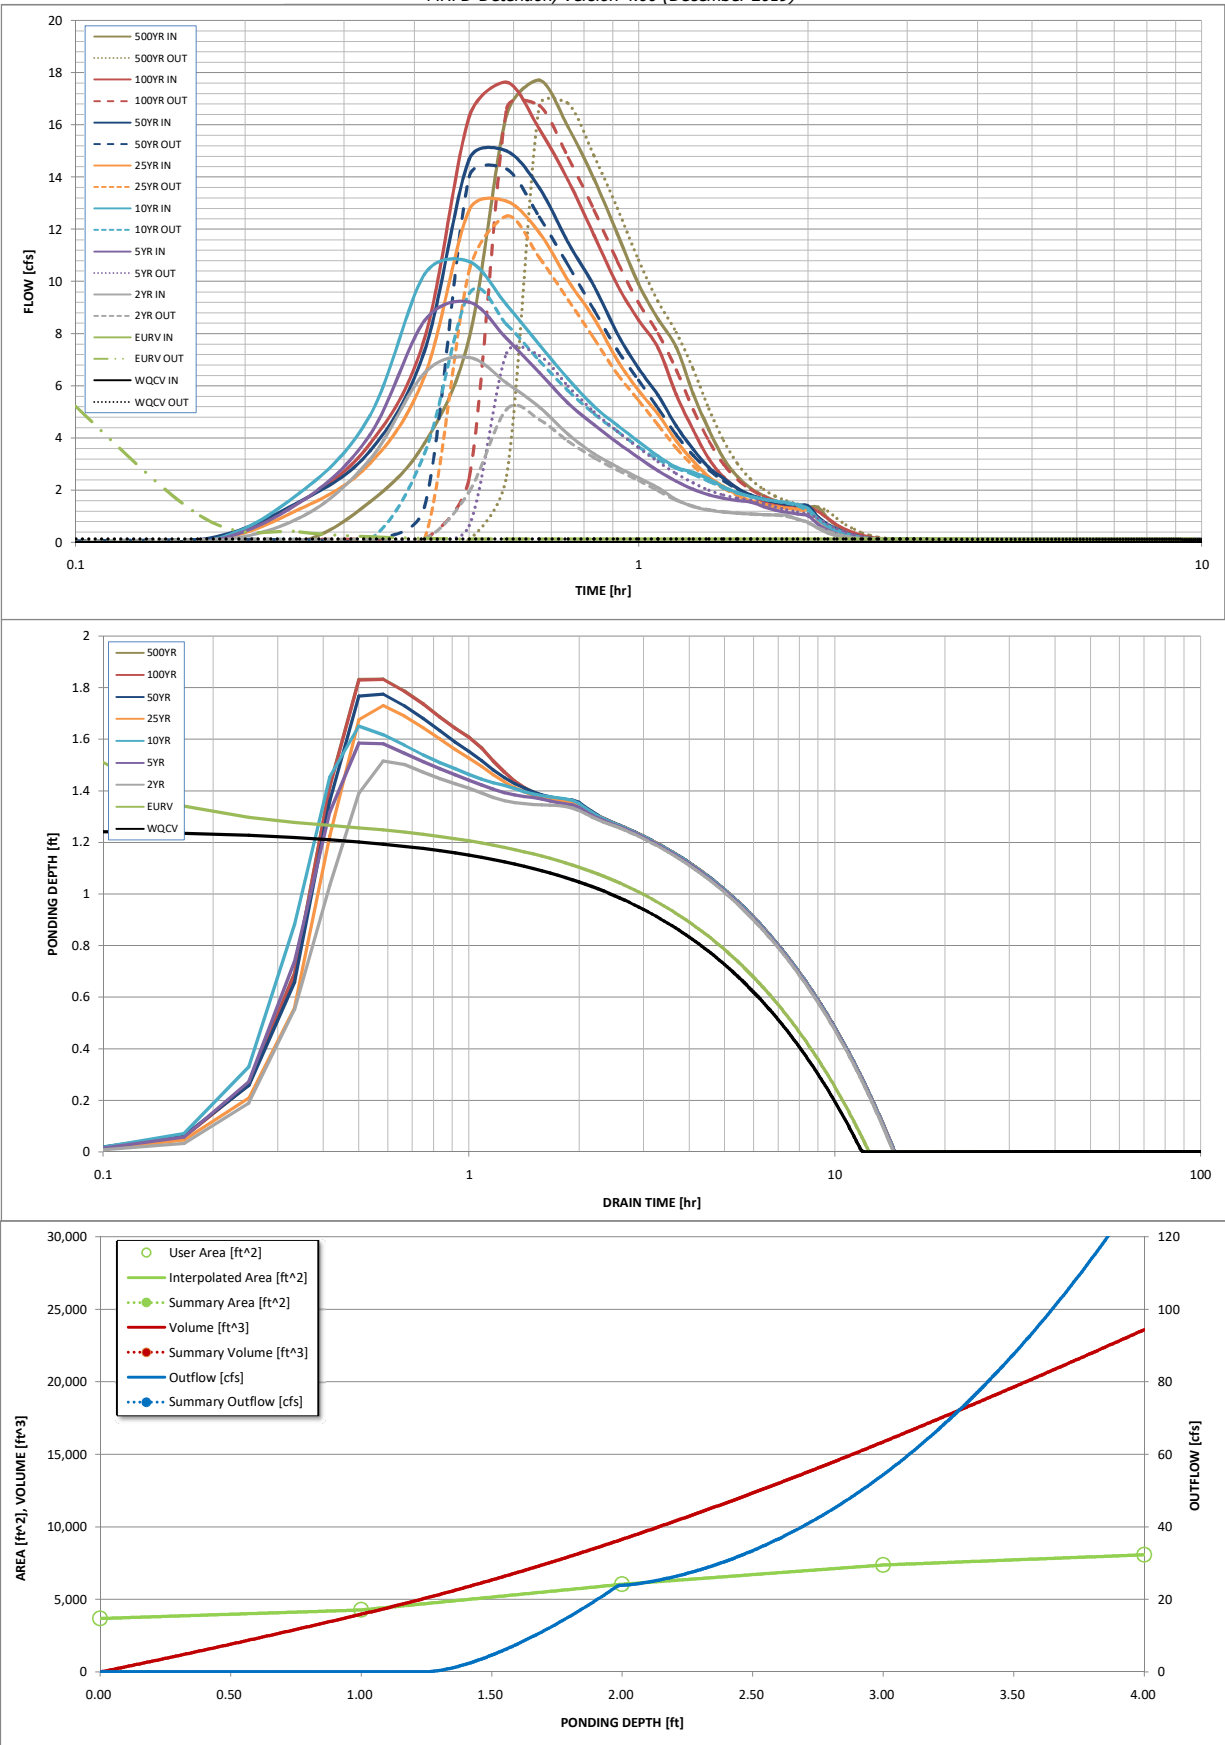 MHFD-Detention, Version 4.00 (December 2019)
20
18
16
14
12
10
8
6
4
2
0
FLOW [cfs]
500YR IN
500YR OUT
100YR IN
100YR OUT
50YR IN
50YR OUT
25YR IN
25YR OUT
10YR IN
10YR OUT
5YR IN
5YR OUT
2YR IN
2YR OUT
EURV IN
EURV OUT
WQCV IN
WQCV OUT
0.1 1 10
TIME [hr]
2
1.8
1.6
1.4
1.2
1
0.8
0.6
0.4
0.2
0
PONDING DEPTH [ft]
500YR
100YR
50YR
25YR
10YR
5YR
2YR
EURV
WQCV
0.1 1 10 100
DRAIN TIME [hr]
30,000
25,000
20,000
15,000
10,000
5,000
0
AREA [ft^2], VOLUME [ft^3]
User Area [ft^2]
Interpolated Area [ft^2]
Summary Area [ft^2]
Volume [ft^3]
Summary Volume [ft^3]
Outflow [cfs]
Summary Outflow [cfs]
120
100
80
60
40
20
0
OUTFLOW [cfs]
0.00 0.50 1.00 1.50 2.00 2.50 3.00 3.50 4.00
PONDING DEPTH [ft]